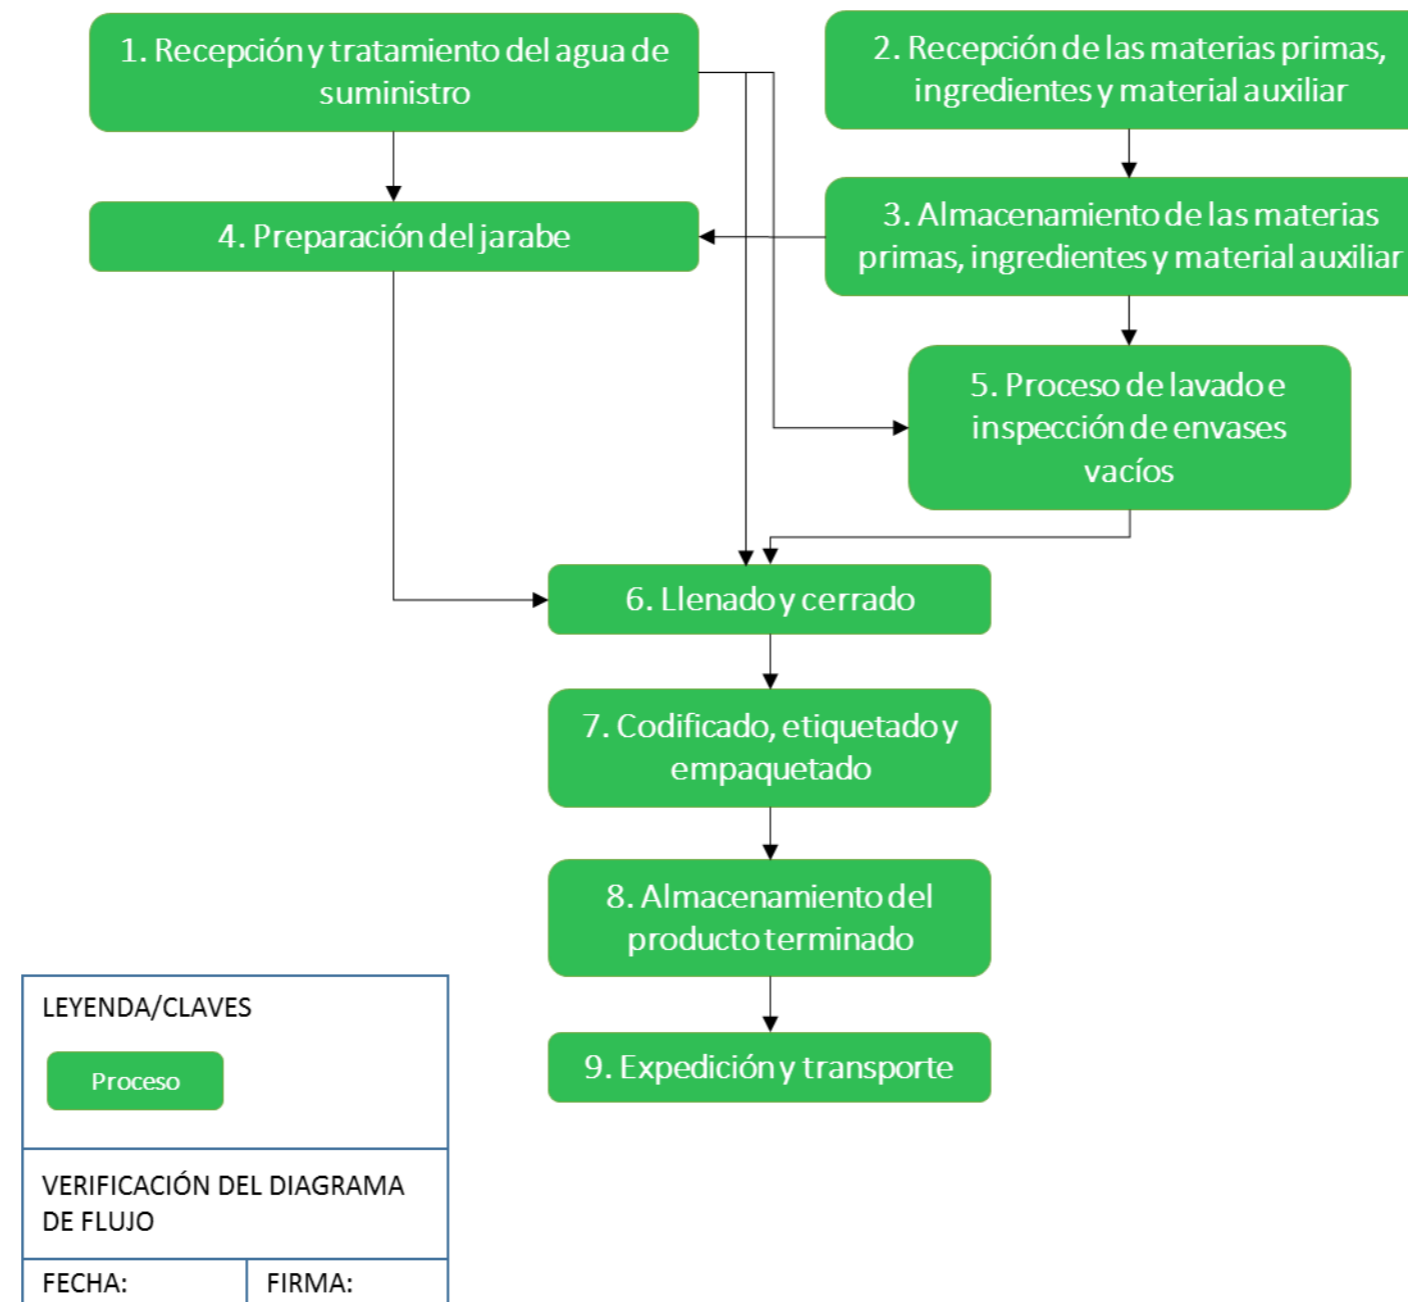 1. Recepción y tratamiento del agua de
suministro
2. Recepción de las materias primas,
ingredientes y material auxiliar
3. Almacenamiento de las materias
primas, ingredientes y material auxiliar
4. Preparación del jarabe
5. Proceso de lavado e
inspección de envases
vacíos
6. Llenado y cerrado
7. Codificado, etiquetado y
empaquetado
8. Almacenamiento del
producto terminado
9. Expedición y transporte
LEYENDA/CLAVES
Proceso
VERIFICACIÓN DEL DIAGRAMA
DE FLUJO
FECHA:
FIRMA: